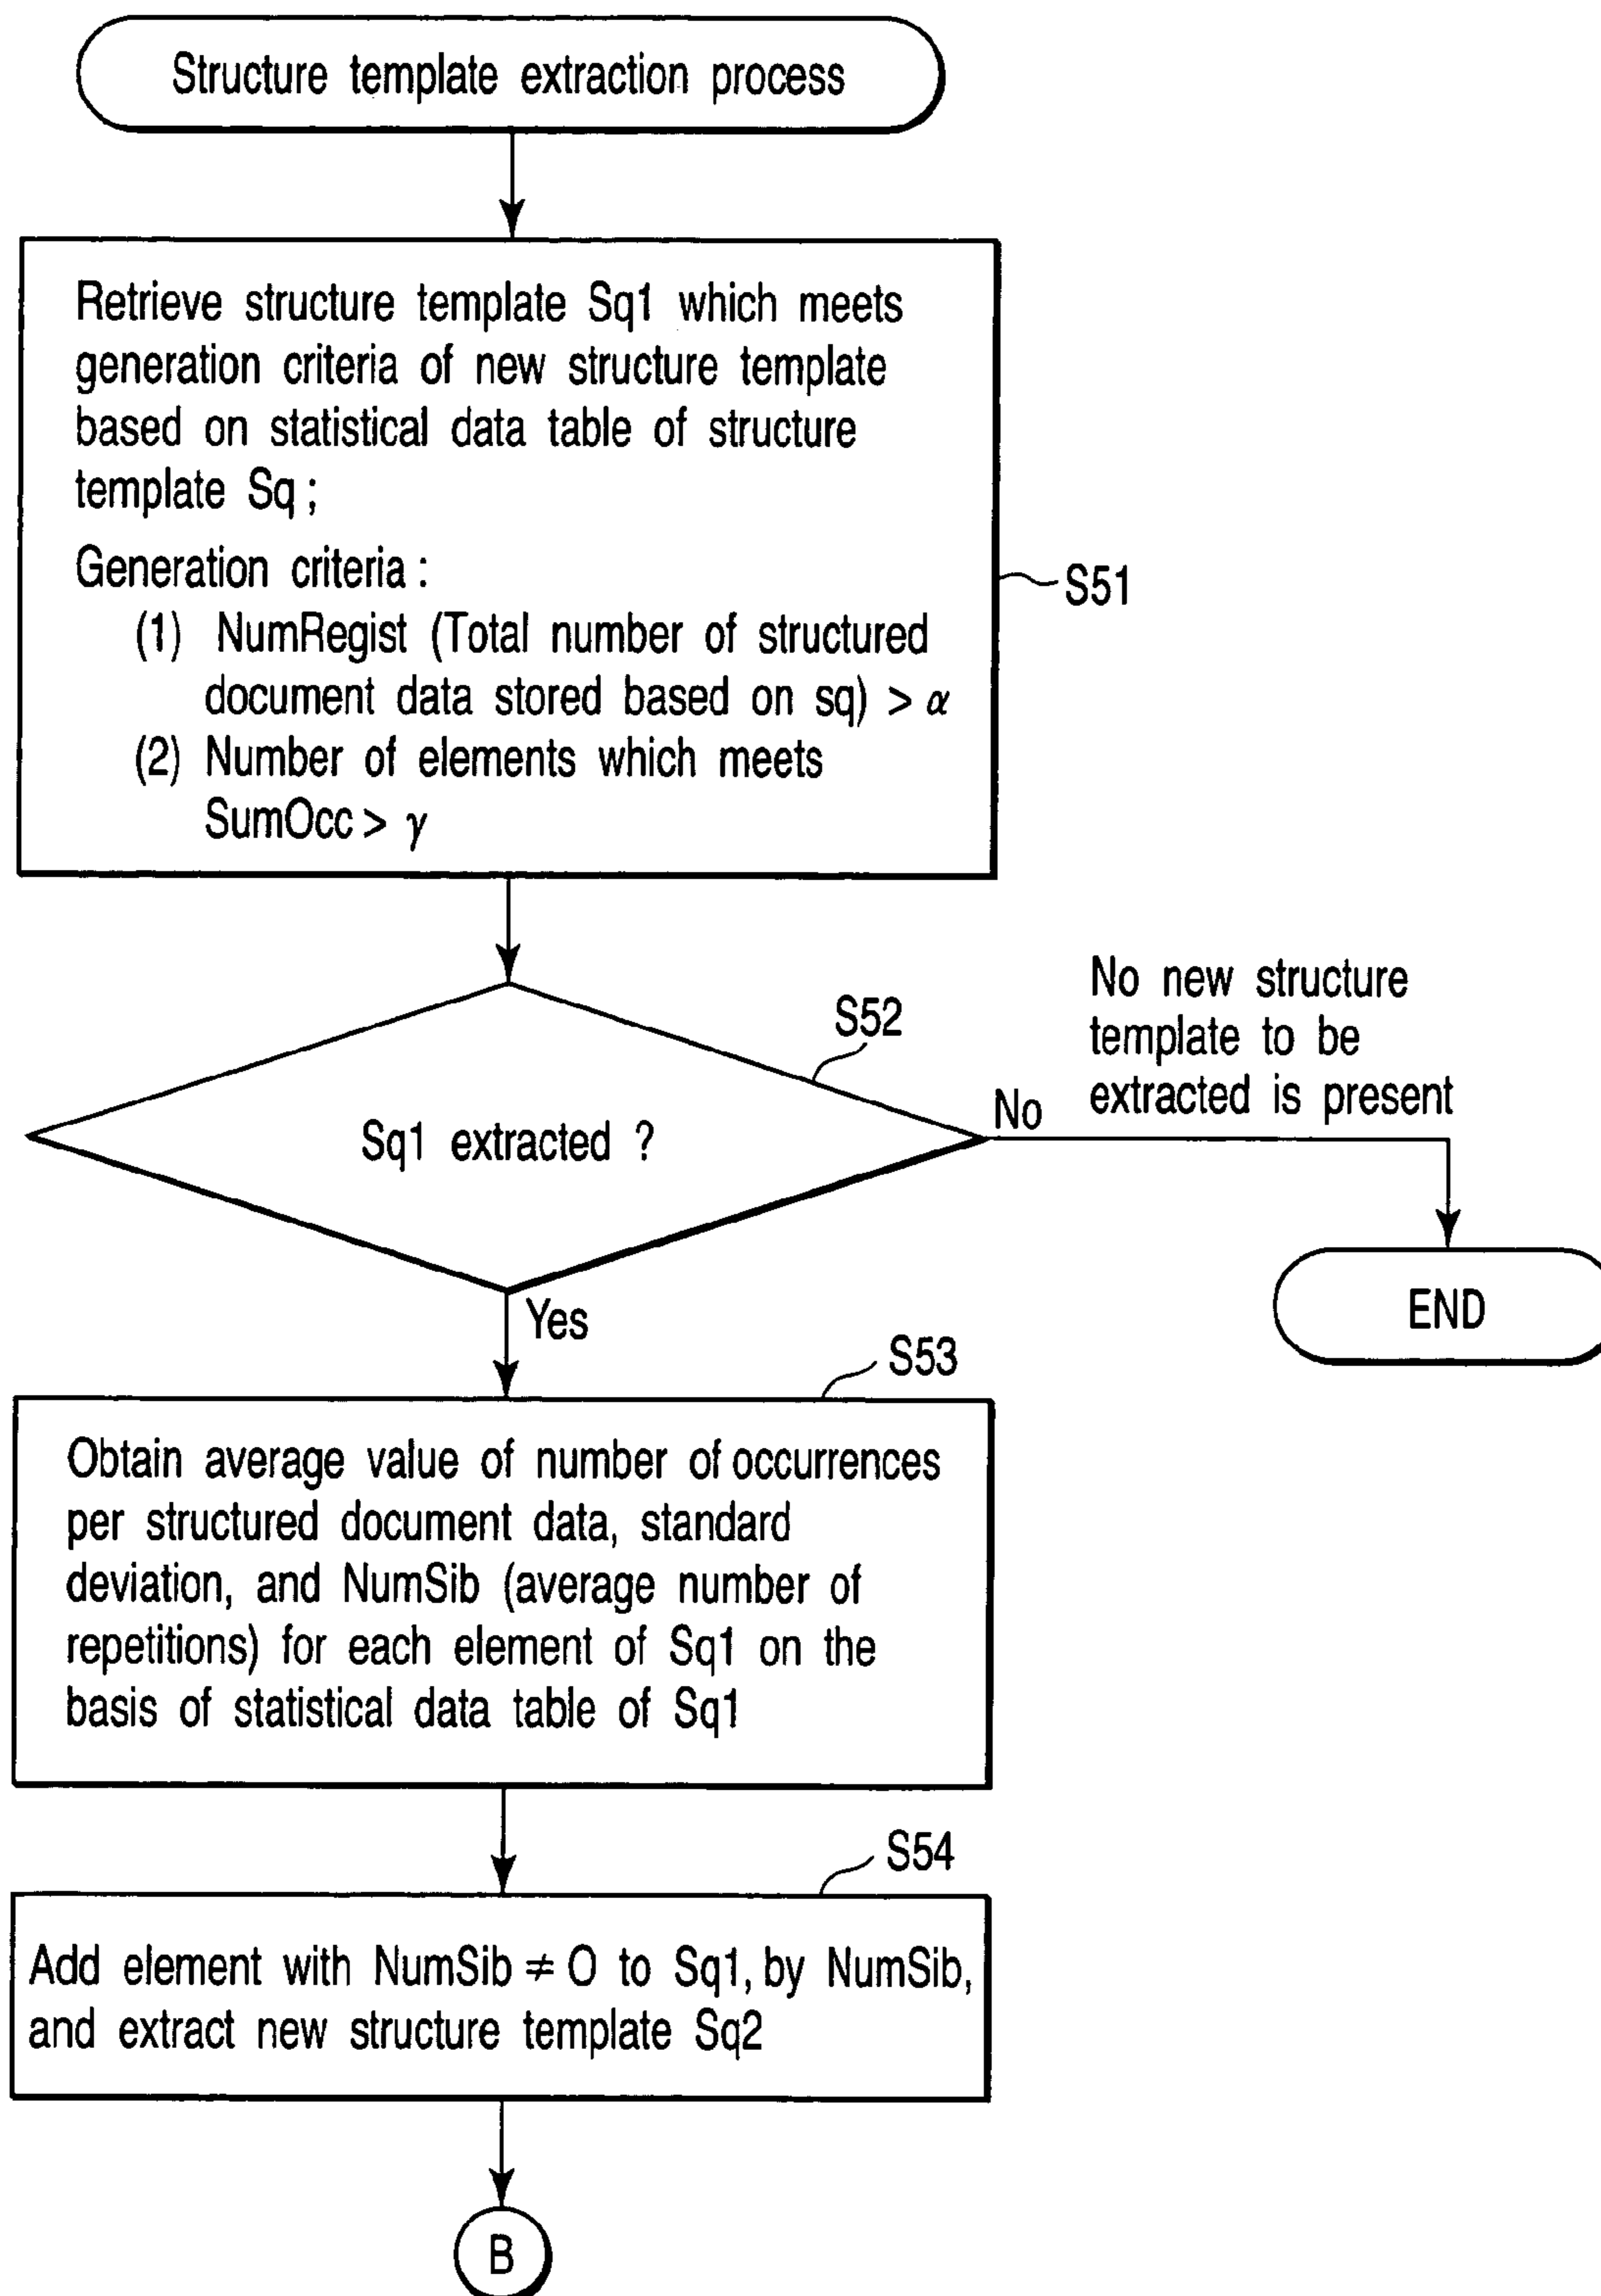 Structure template extraction process
Retrieve structure template Sq1 which meets
generation criteria of new structure template
based on statistical data table of structure
template Sq ;
Generation criteria :
(1) NumRegist (Total number of structured
document data stored based on sq) > α
(2) Number of elements which meets
SumOcc > γ
S51
S52
Sq1 extracted ?
No
No new structure
template to be
extracted is present
END
Yes
S53
Obtain average value of number of occurrences
per structured document data, standard
deviation, and NumSib (average number of
repetitions) for each element of Sq1 on the
basis of statistical data table of Sq1
S54
Add element with NumSib ≠ O to Sq1, by NumSib,
and extract new structure template Sq2
B